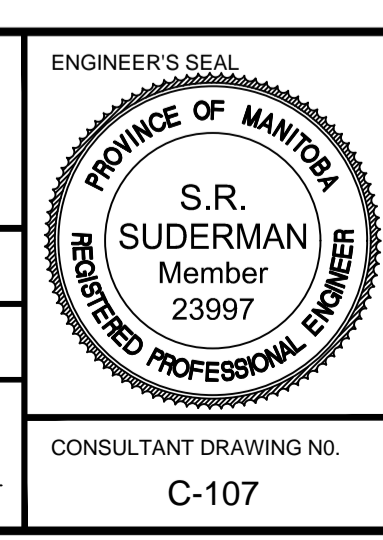 ENGINEER'S SEAL
PROVINCE OF MANITOBA
S.R.
SUDERMAN
Member
23997
REGISTERED PROFESSIONAL ENGINEER
CONSULTANT DRAWING N0.
C-107